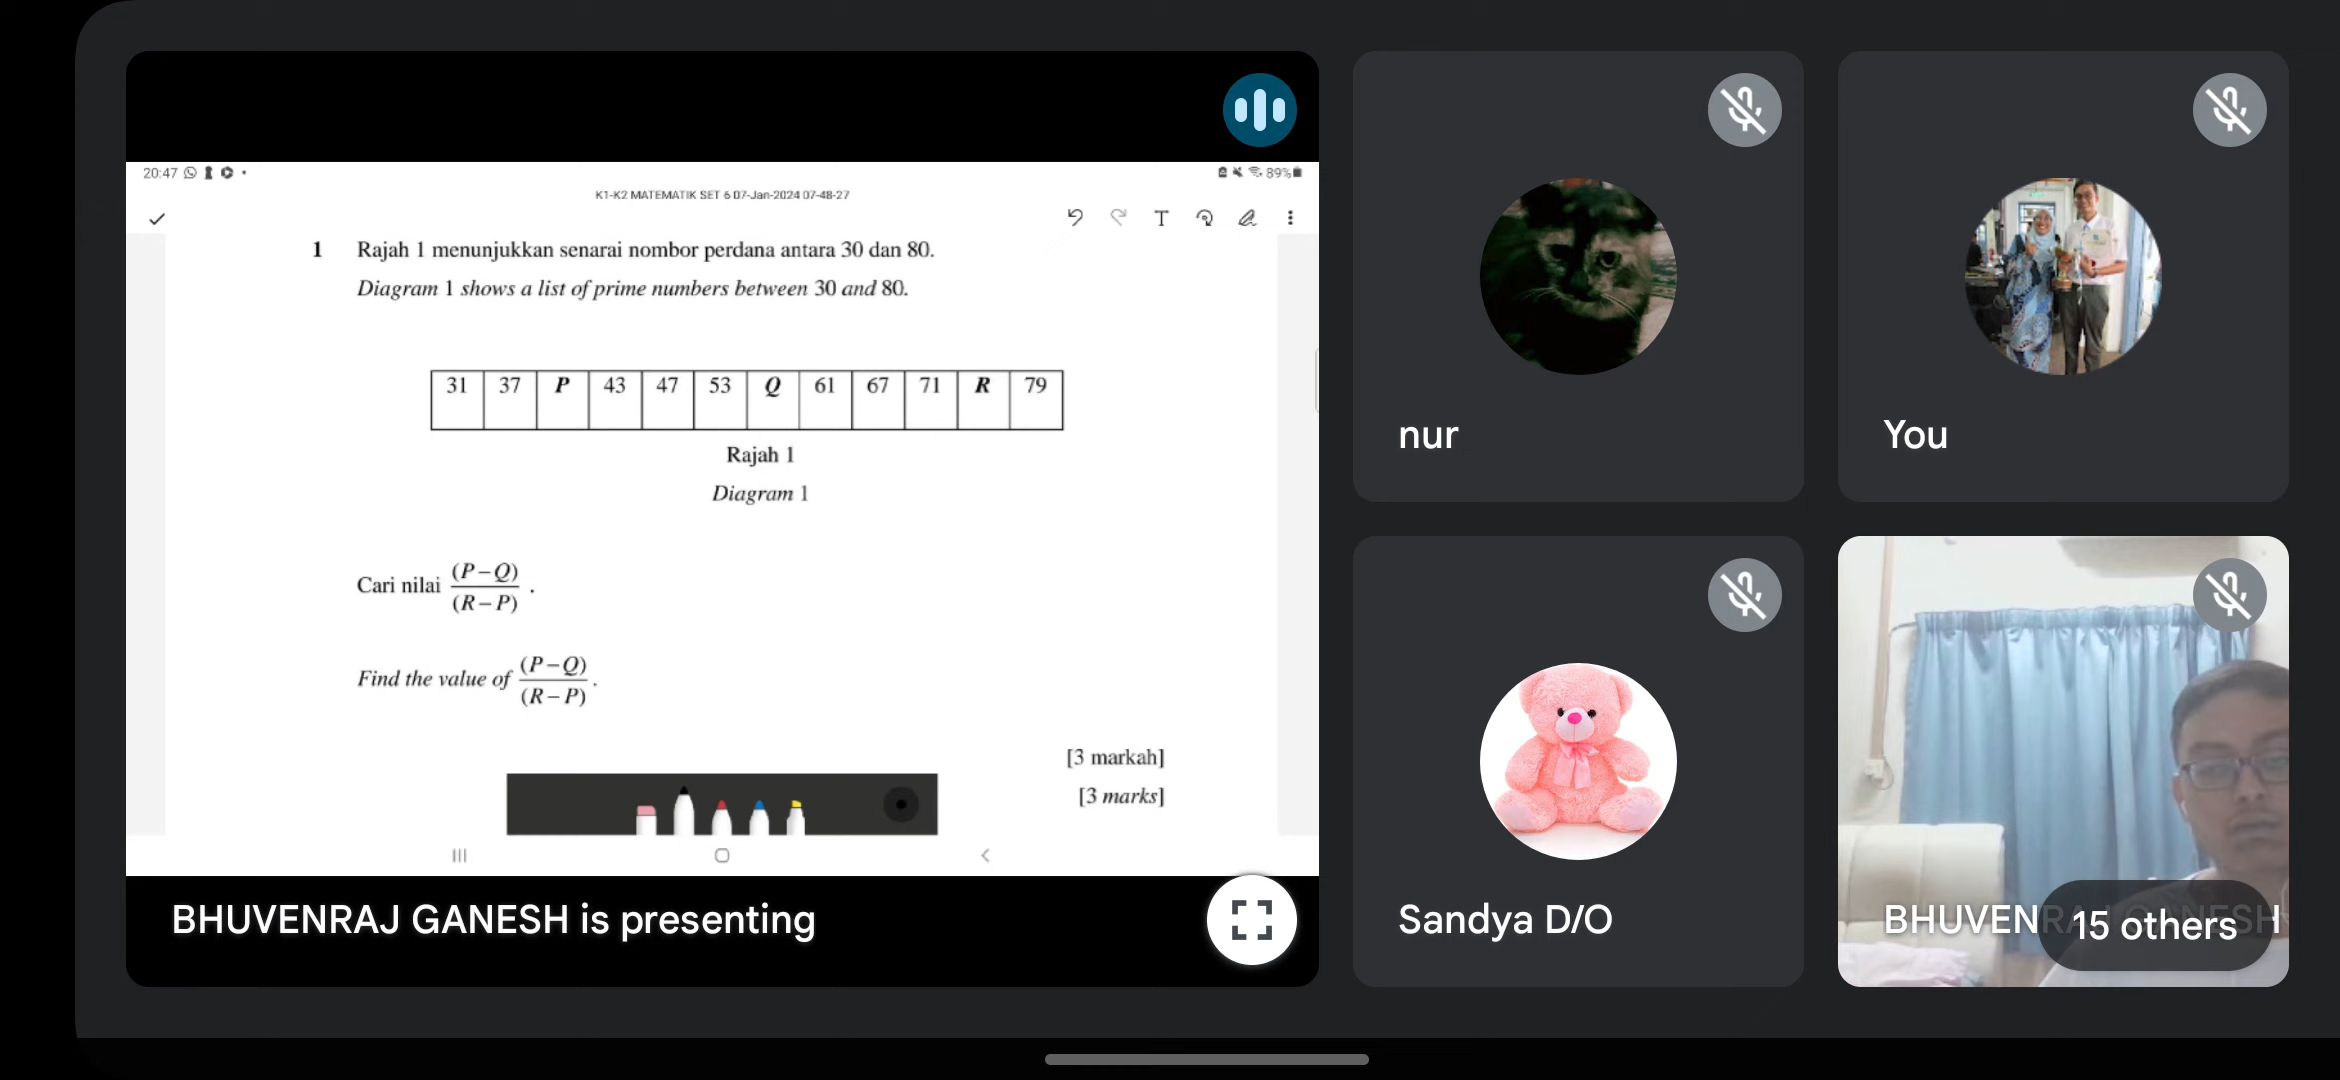 20:47
89%
K1-K2 MATEMATIK SET 6 07-Jan-2024 07-48-27
T
1 Rajah 1 menunjukkan senarai nombor perdana antara 30 dan 80.
Diagram 1 shows a list of prime numbers between 30 and 80.
31 37 P 43 47 53 Q 61 67 71 R 79
Rajah 1
Diagram 1
Cari nilai (P – Q) / (R – P) .
Find the value of (P – Q) / (R – P) .
[3 markah]
[3 marks]
BHUVENRAJ GANESH is presenting
nur
You
Sandya D/O
BHUVENRAJ GANESH
15 others